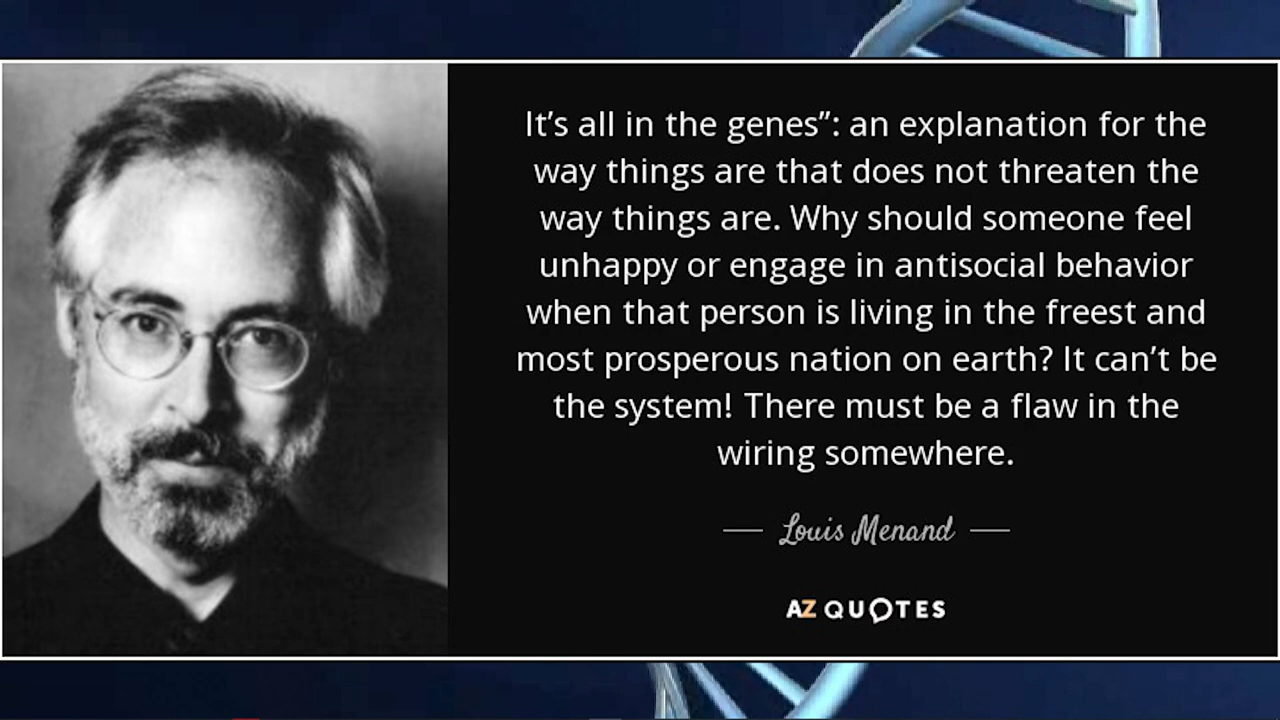 It’s all in the genes”: an explanation for the
way things are that does not threaten the
way things are. Why should someone feel
unhappy or engage in antisocial behavior
when that person is living in the freest and
most prosperous nation on earth? It can’t be
the system! There must be a flaw in the
wiring somewhere.
Louis Menand
AZ QUOTES